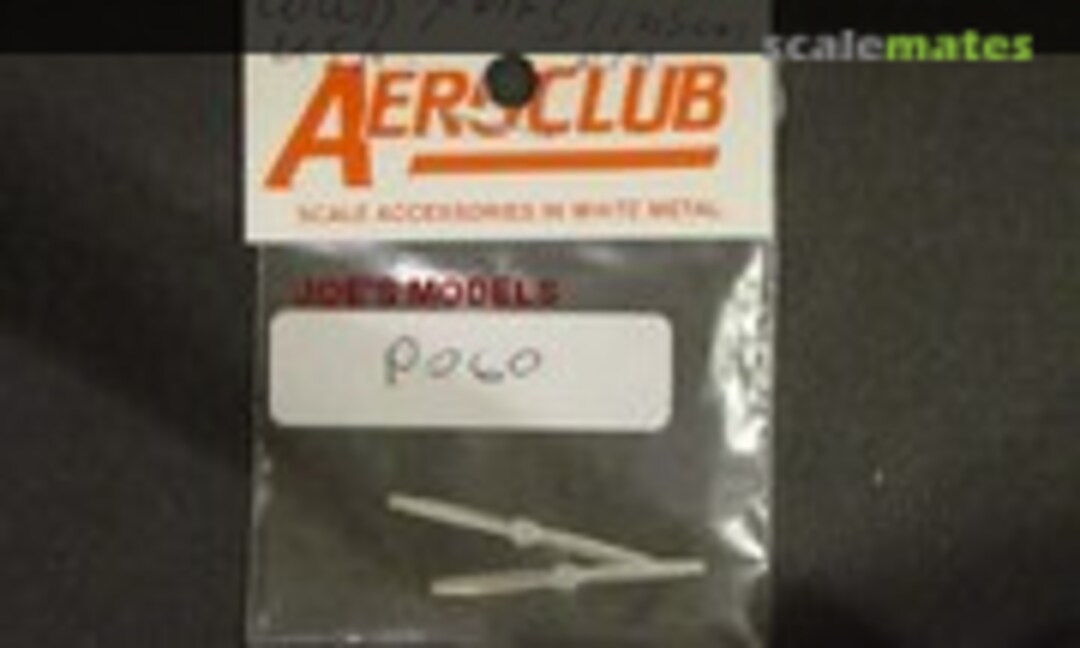 scalemates
AEROCLUB
SCALE ACCESSORIES IN WHITE METAL
JOE'S MODELS
P060